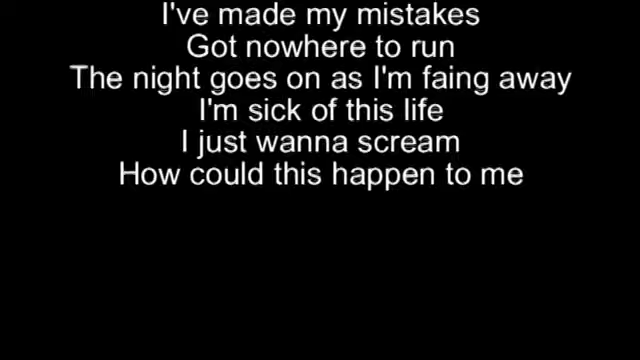 I've made my mistakes
Got nowhere to run
The night goes on as I'm faing away
I'm sick of this life
I just wanna scream
How could this happen to me